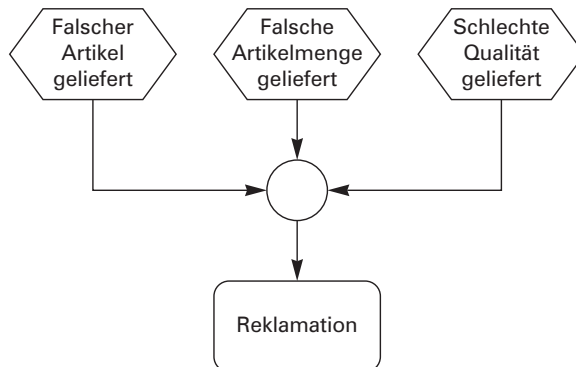 Falscher
Artikel
geliefert
Falsche
Artikelmenge
geliefert
Schlechte
Qualität
geliefert
Reklamation